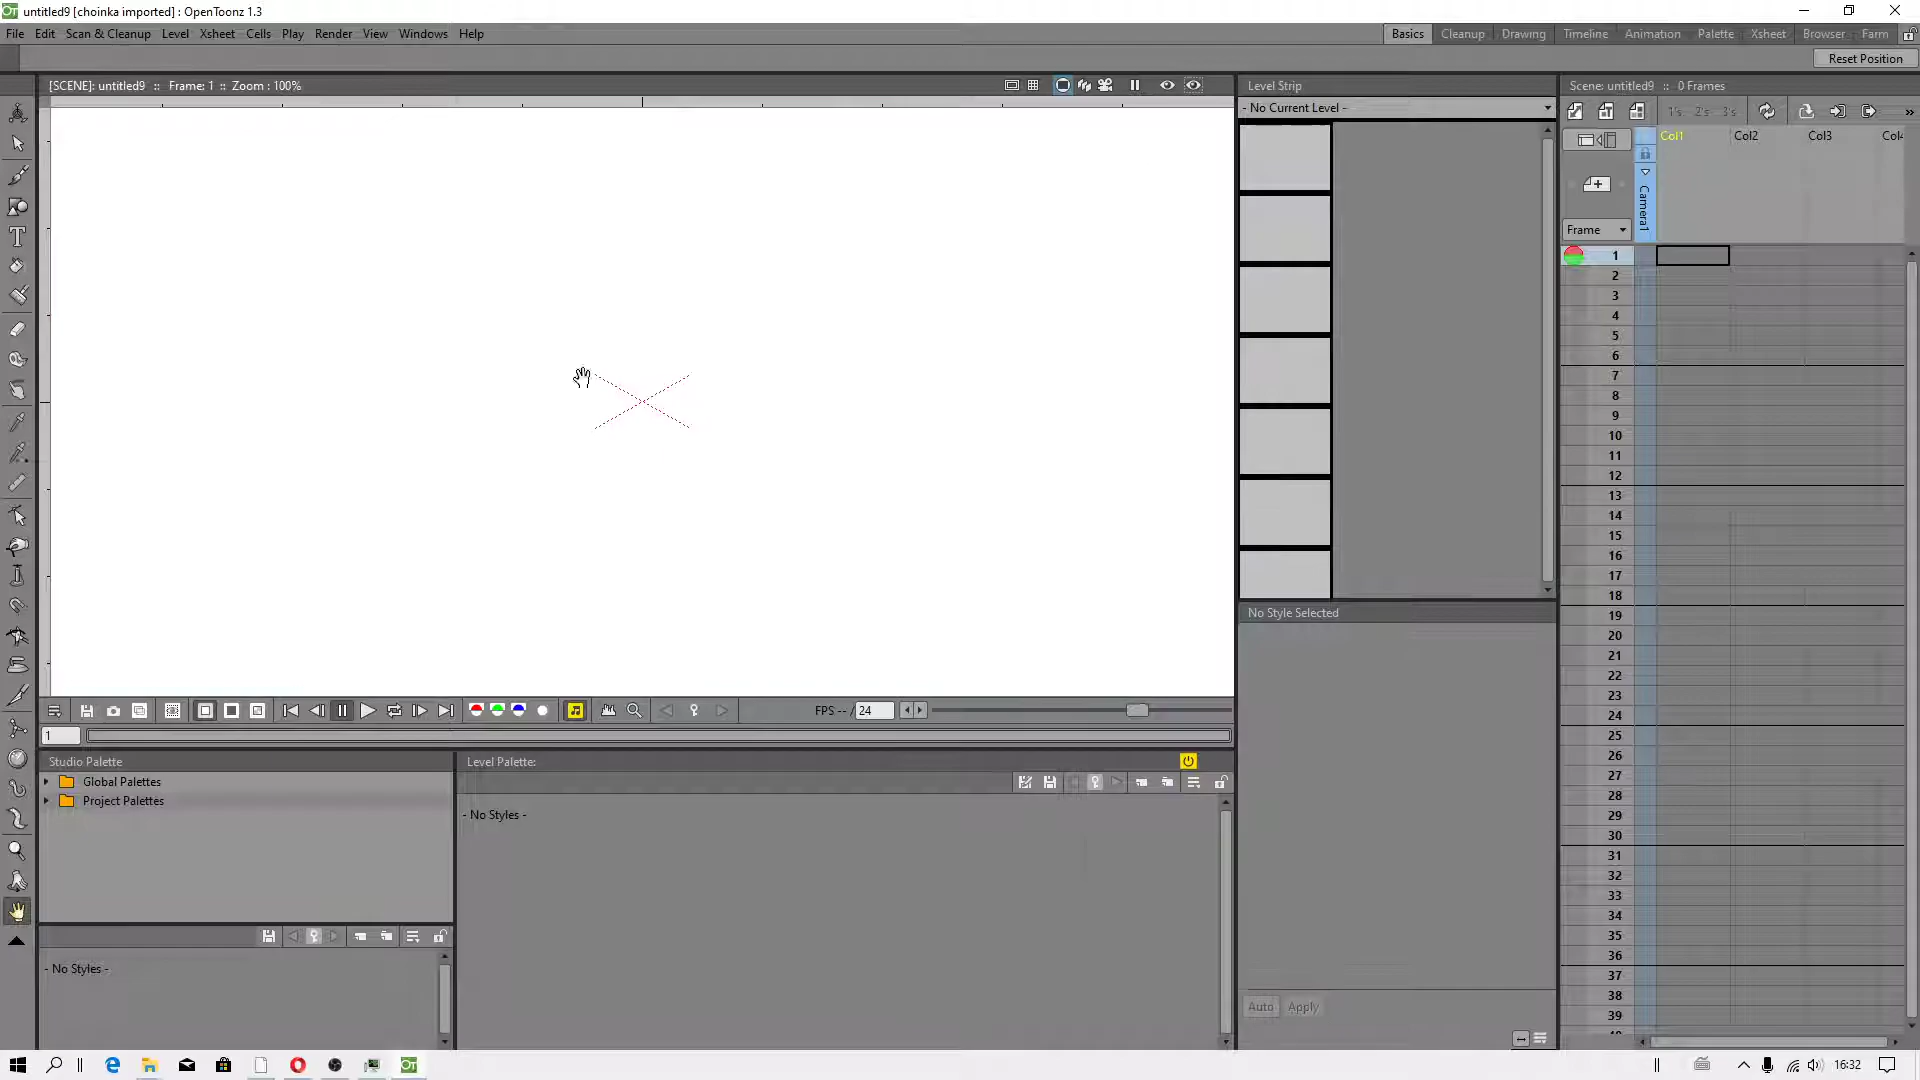 untitled9 [choinka imported] : OpenToonz 1.3
File Edit Scan & Cleanup Level Xsheet Cells Play Render View Windows Help
Basics Cleanup Drawing Timeline Animation Palette Xsheet Browser Farm
Reset Position
[SCENE]: untitled9 :: Frame: 1 :: Zoom : 100%
Level Strip
- No Current Level -
Scene: untitled9 :: 0 Frames
1's 2's 3's »
Col1 Col2 Col3 Col4
Camera1
Frame
1
2
3
4
5
6
7
8
9
10
11
12
13
14
15
16
17
18
19
20
21
22
23
24
25
26
27
28
29
30
31
32
33
34
35
36
37
38
39
No Style Selected
FPS -- / 24
1
Studio Palette
Global Palettes
Project Palettes
Level Palette:
- No Styles -
- No Styles -
Auto Apply
OT
16:32